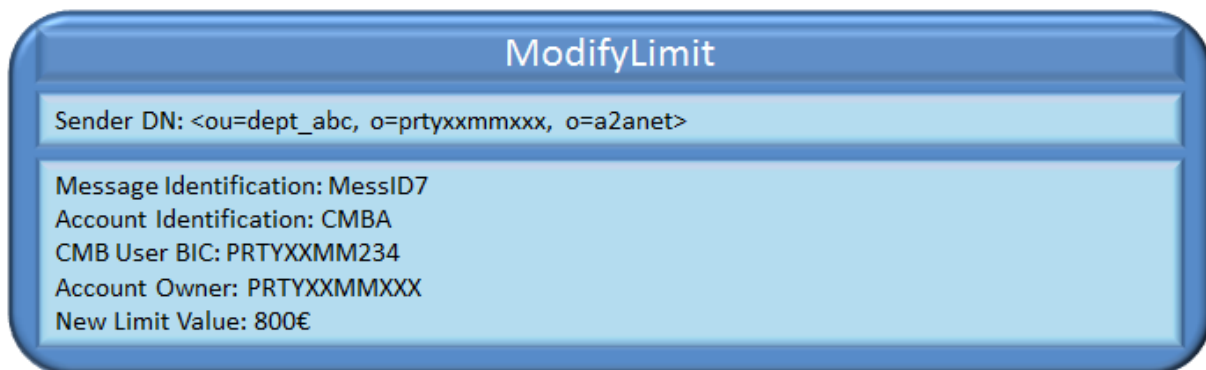 ModifyLimit
Sender DN: <ou=dept_abc, o=prtyxxmmxxx, o=a2anet>
Message Identification: MessID7
Account Identification: CMBA
CMB User BIC: PRTYXXMM234
Account Owner: PRTYXXMMXXX
New Limit Value: 800€